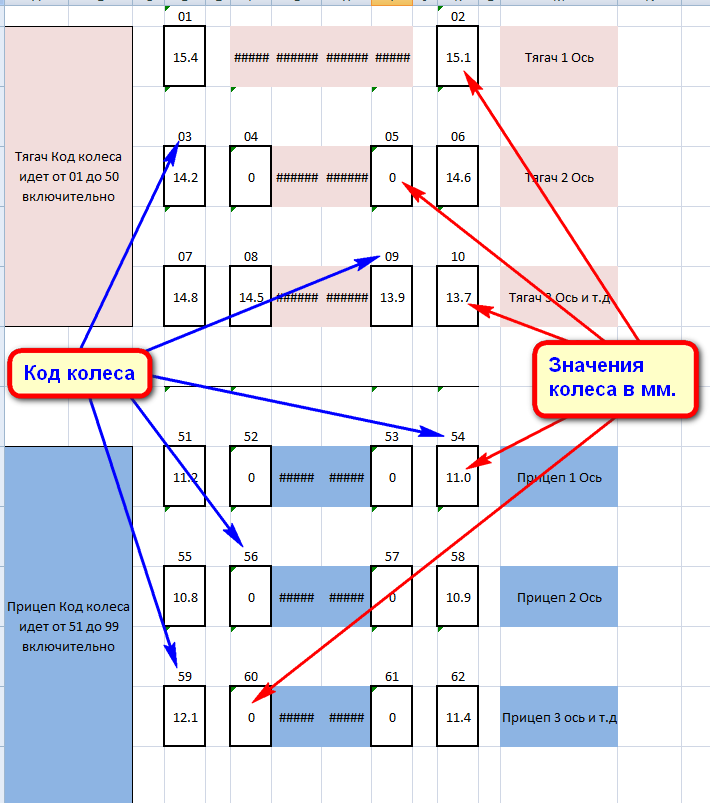 01 02
15.4 ##### ###### ###### ##### 15.1 Тягач 1 Ось
03 04 05 06
Тягач Код колеса
идет от 01 до 50
включительно
14.2 0 ###### ###### 0 14.6 Тягач 2 Ось
07 08 09 10
14.8 14.5 ###### ###### 13.9 13.7 Тягач 3 Ось и т.д
Код колеса
Значения
колеса в мм.
51 52 53 54
11.2 0 ##### ##### 0 11.0 Прицеп 1 Ось
55 56 57 58
10.8 0 ##### ##### 0 10.9 Прицеп 2 Ось
Прицеп Код колеса
идет от 51 до 99
включительно
59 60 61 62
12.1 0 ##### ##### 0 11.4 Прицеп 3 ось и т.д